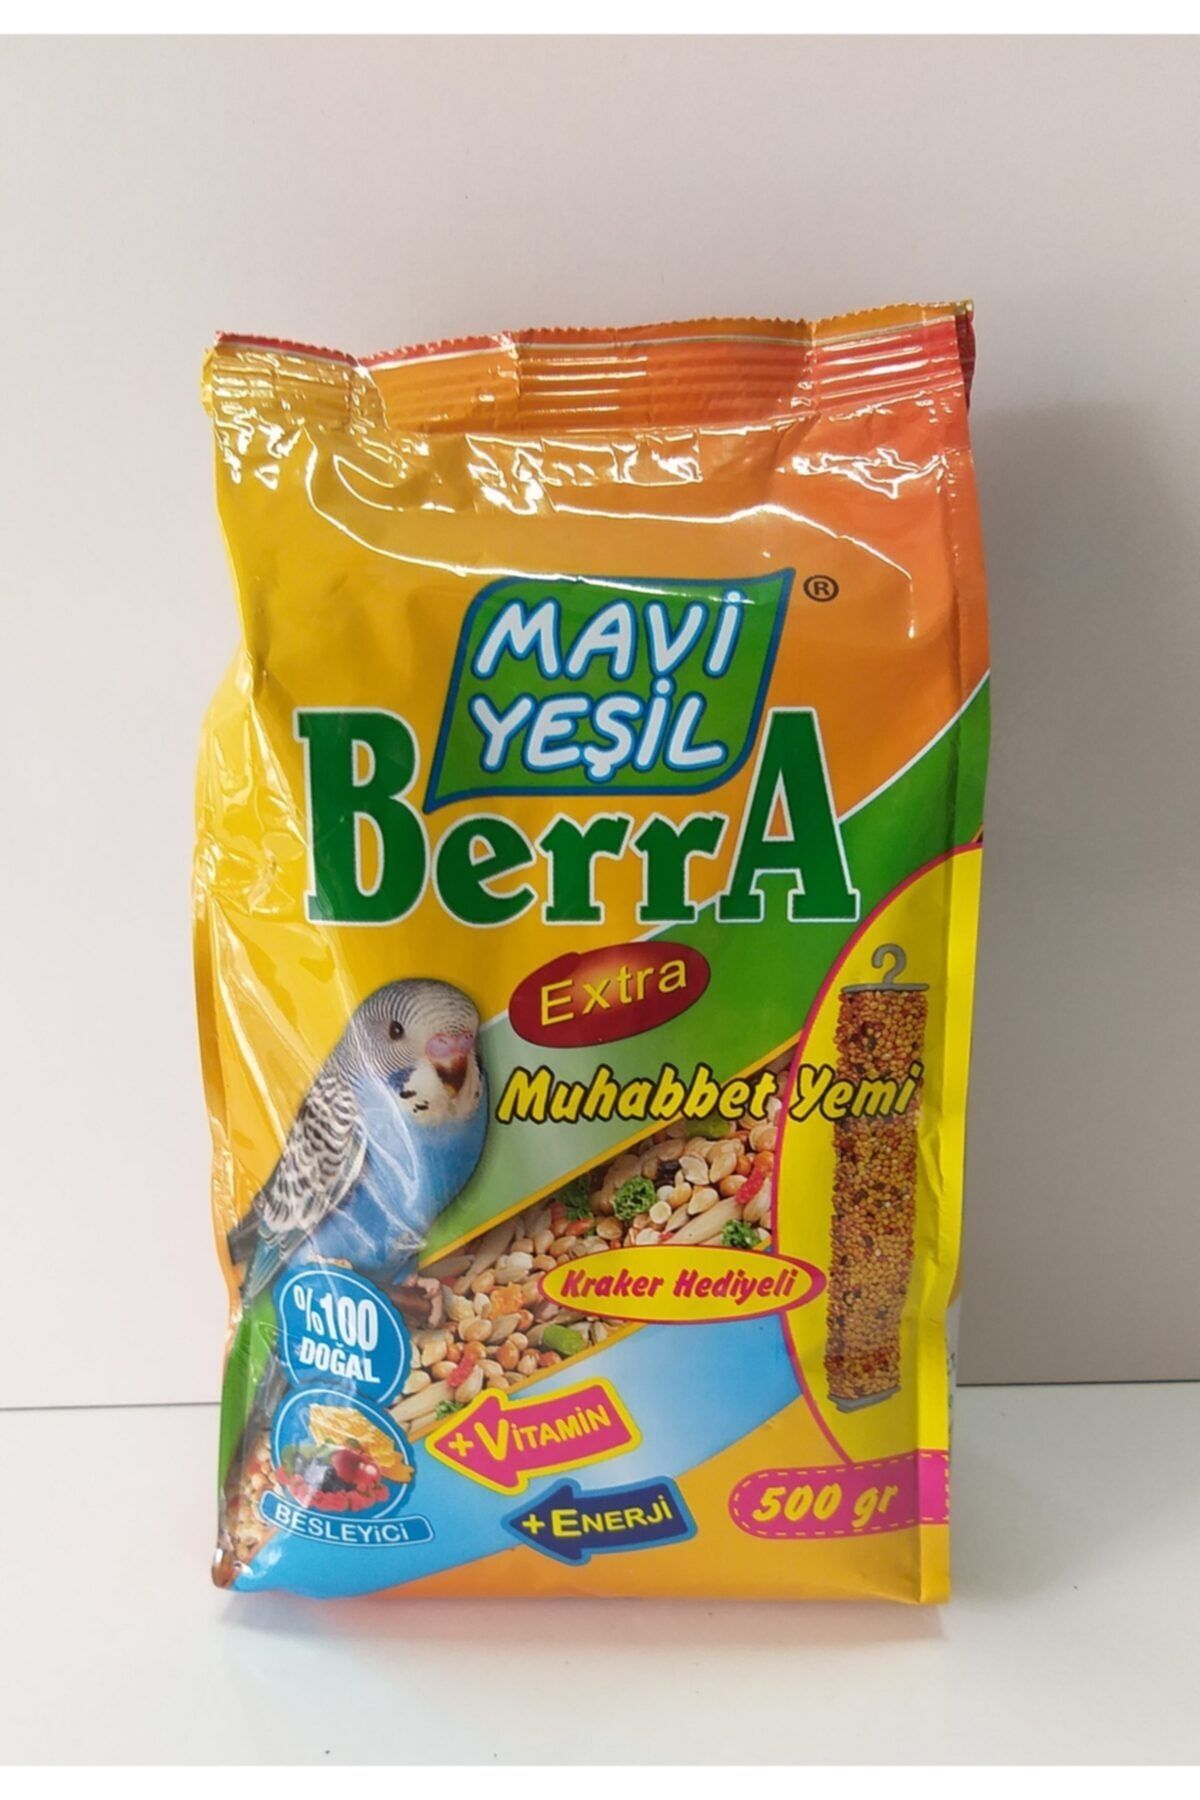 MAVİ ®
YEŞİL
BerrA
Extra
Muhabbet Yemi
Kraker Hediyeli
%100
DOĞAL
+VİTAMİN
BESLEYİCİ
+ENERJİ
500 gr